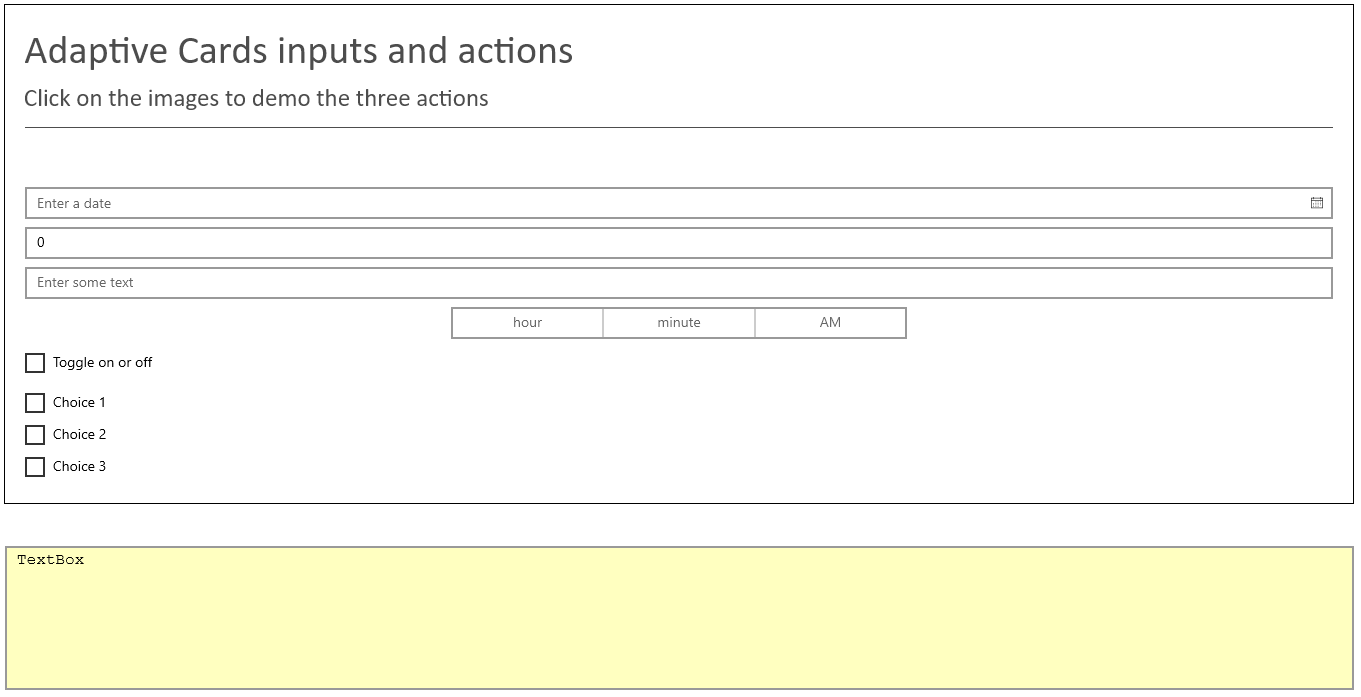 Adaptive Cards inputs and actions
Click on the images to demo the three actions
Enter a date
0
Enter some text
hour minute AM
Toggle on or off
Choice 1
Choice 2
Choice 3
TextBox